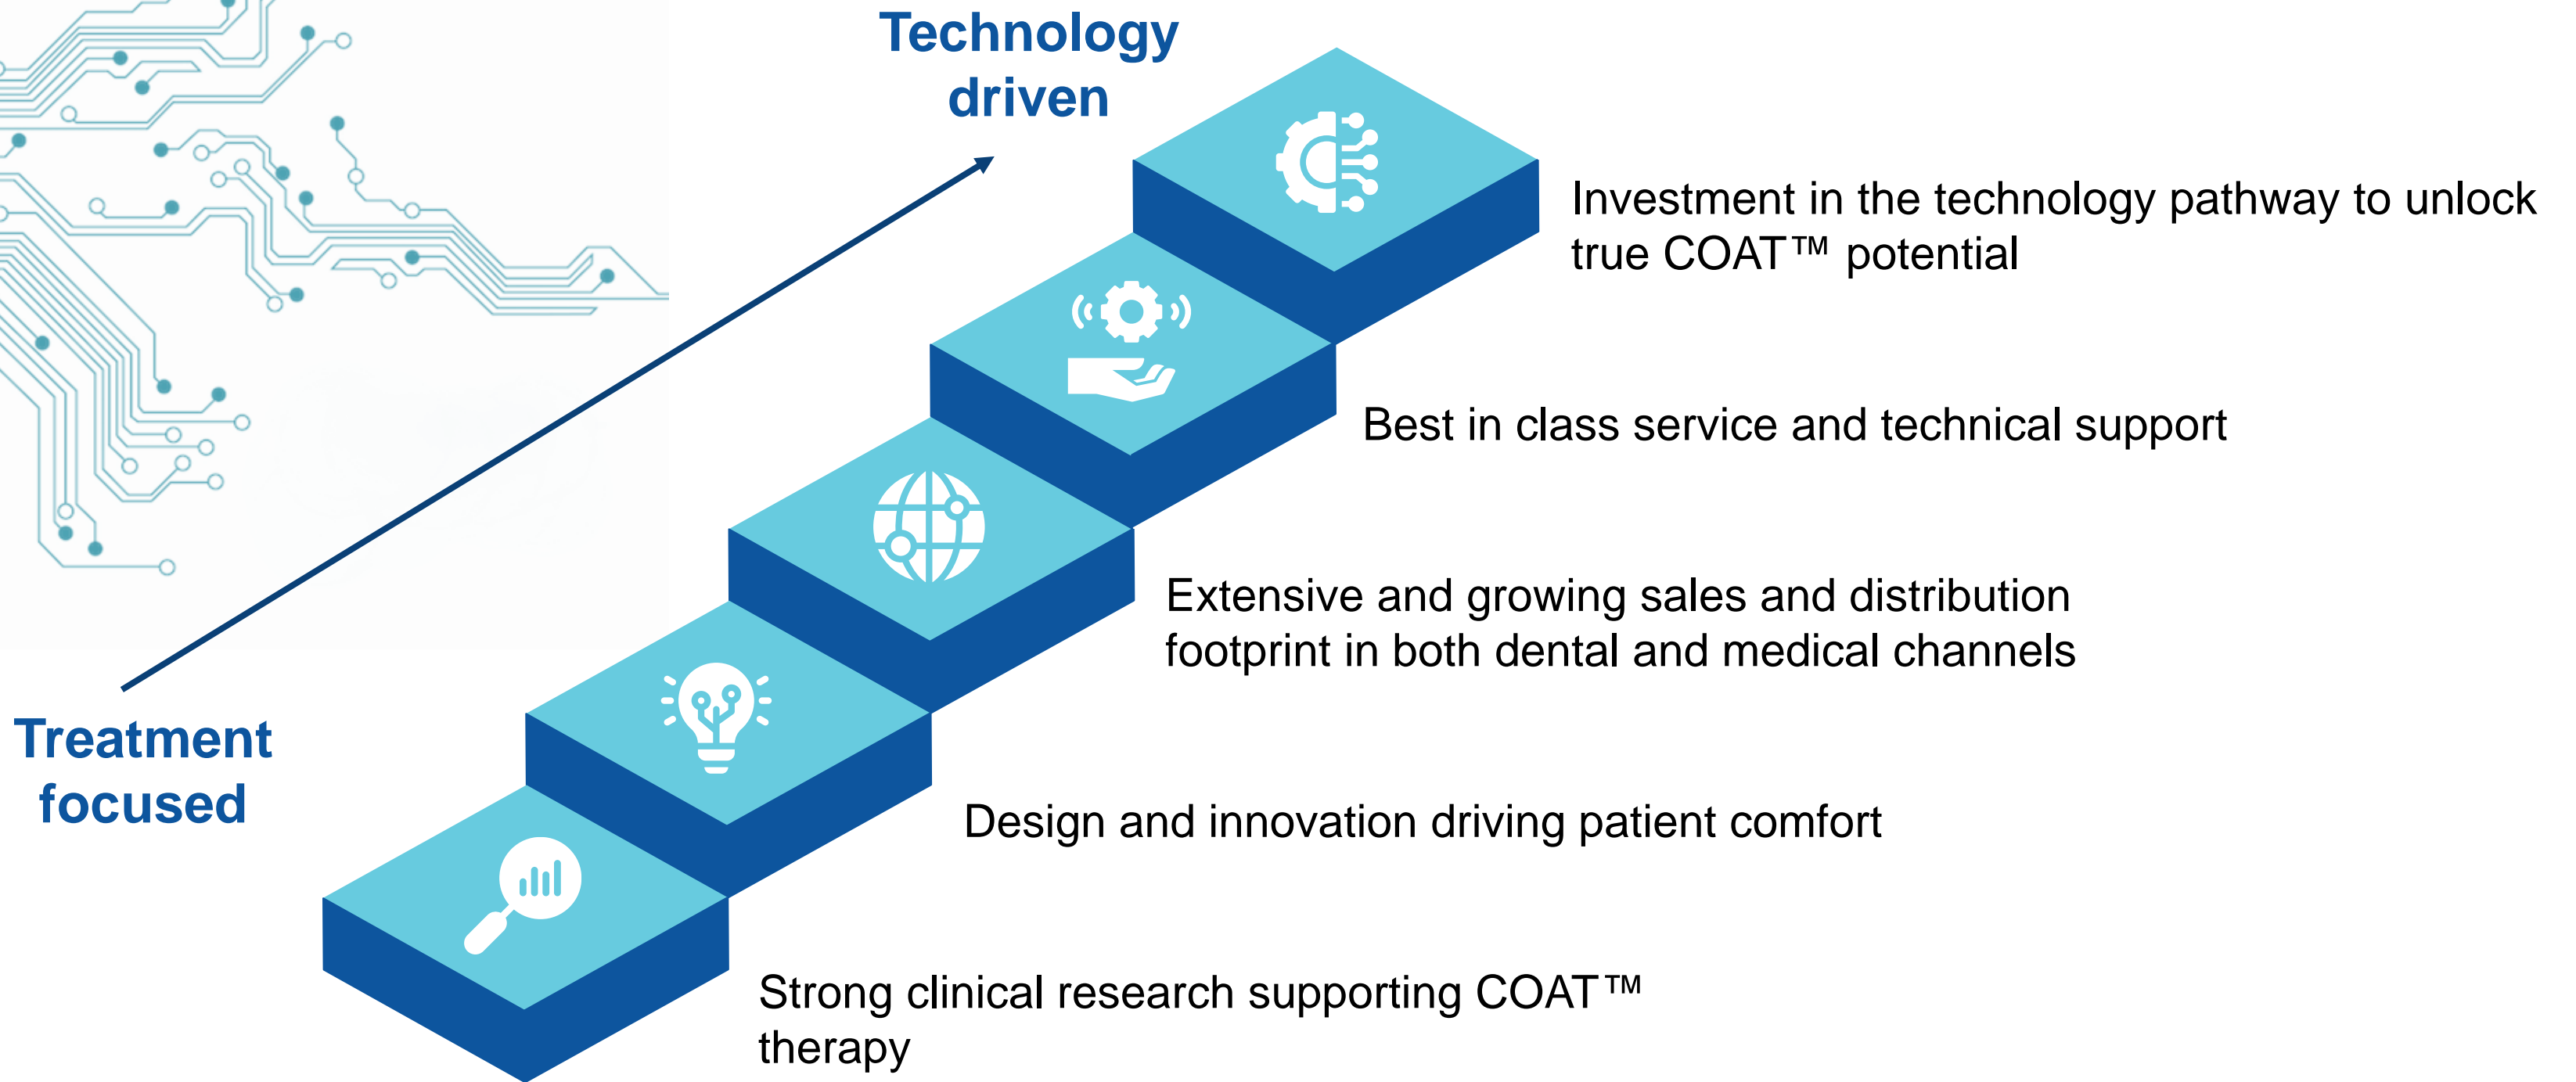 Technology
driven
Investment in the technology pathway to unlock
true COAT™ potential
Best in class service and technical support
Extensive and growing sales and distribution
footprint in both dental and medical channels
Treatment
focused
Design and innovation driving patient comfort
Strong clinical research supporting COAT™
therapy